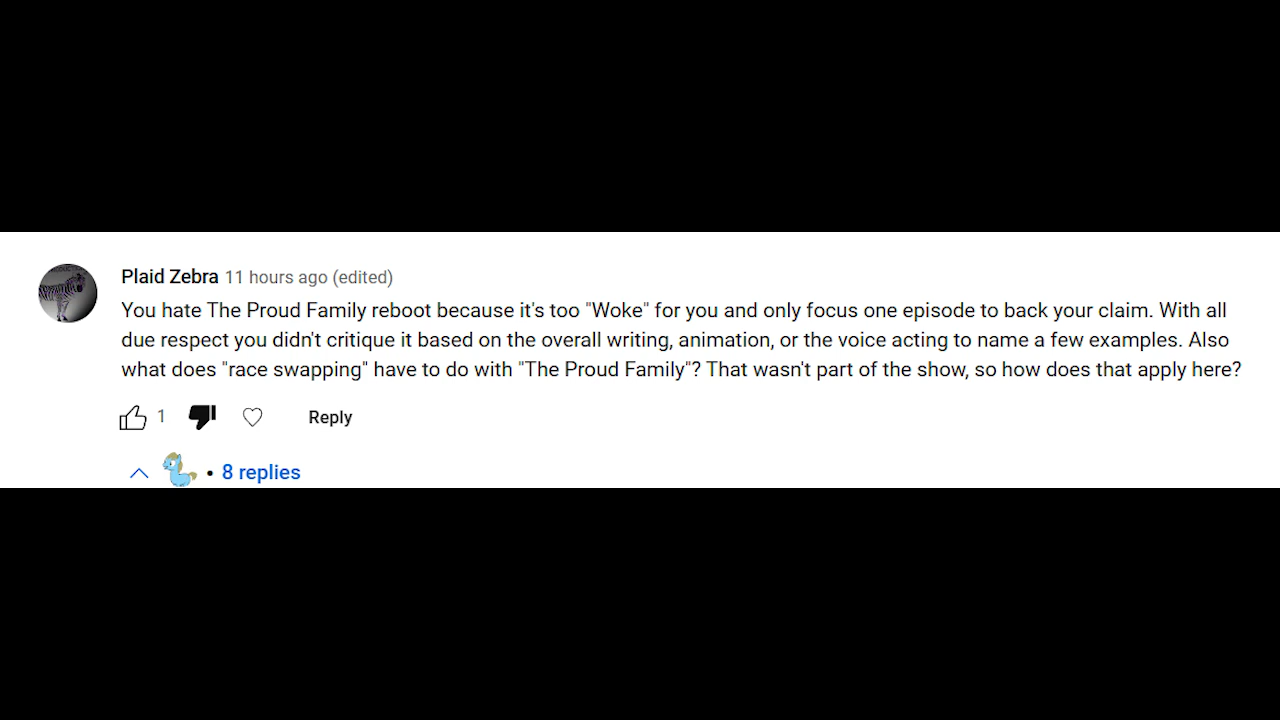 Plaid Zebra 11 hours ago (edited)
You hate The Proud Family reboot because it's too "Woke" for you and only focus one episode to back your claim. With all
due respect you didn't critique it based on the overall writing, animation, or the voice acting to name a few examples. Also
what does "race swapping" have to do with "The Proud Family"? That wasn't part of the show, so how does that apply here?
1 Reply
• 8 replies